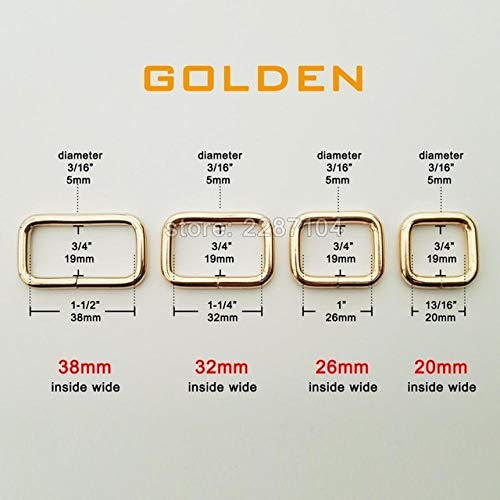 GOLDEN
diameter diameter diameter diameter
3/16" 3/16" 3/16" 3/16"
5mm 5mm 5mm 5mm
store: 2287104
3/4" 3/4" 3/4" 3/4"
19mm 19mm 19mm 19mm
1-1/2" 1-1/4" 1" 13/16"
38mm 32mm 26mm 20mm
38mm 32mm 26mm 20mm
inside wide inside wide inside wide inside wide